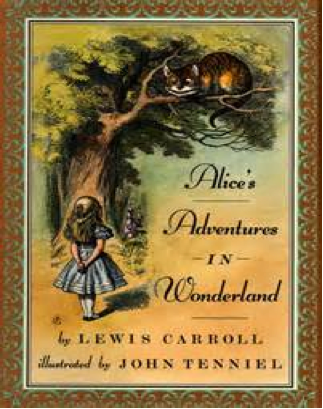 Alice's
Adventures
-IN-
Wonderland
by LEWIS CARROLL
illustrated by JOHN TENNIEL